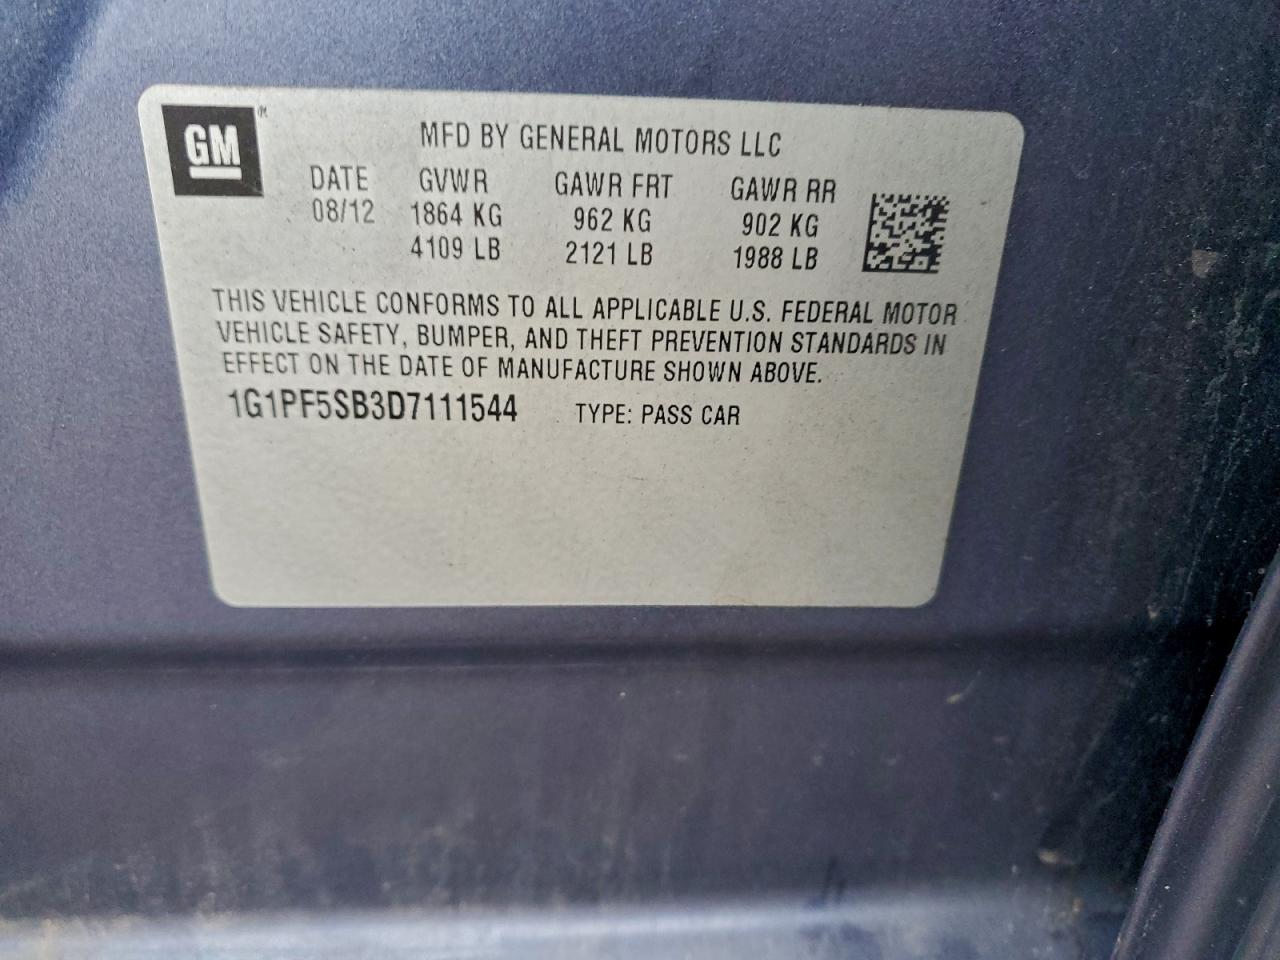 GM
MFD BY GENERAL MOTORS LLC
DATE GVWR GAWR FRT GAWR RR
08/12 1864 KG 962 KG 902 KG
4109 LB 2121 LB 1988 LB
THIS VEHICLE CONFORMS TO ALL APPLICABLE U.S. FEDERAL MOTOR
VEHICLE SAFETY, BUMPER, AND THEFT PREVENTION STANDARDS IN
EFFECT ON THE DATE OF MANUFACTURE SHOWN ABOVE.
1G1PF5SB3D7111544 TYPE: PASS CAR